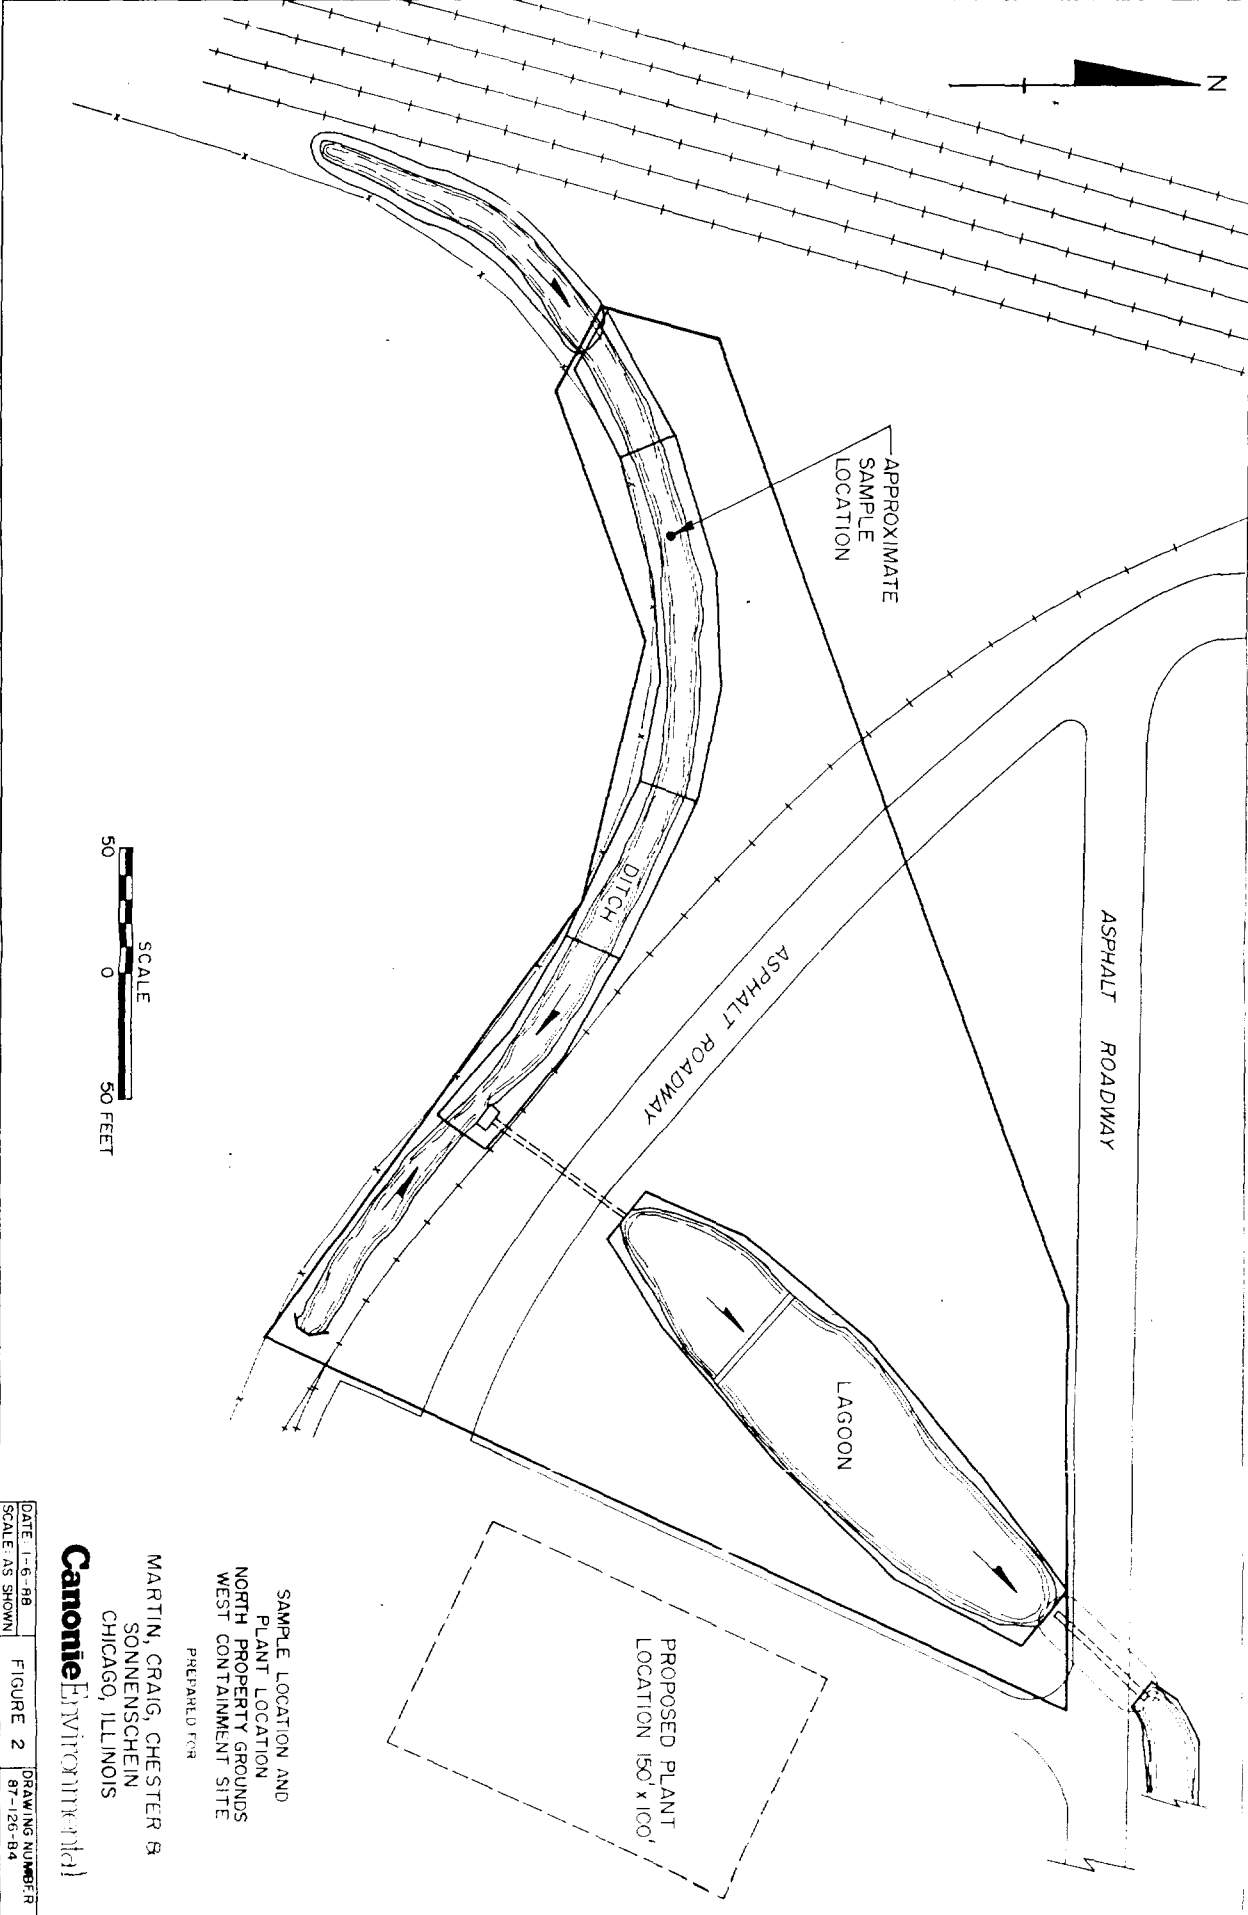 N
APPROXIMATE
SAMPLE
LOCATION
ASPHALT ROADWAY
ASPHALT ROADWAY
DITCH
LAGOON
PROPOSED PLANT
LOCATION 150' x 100'
SCALE
50 0 50 FEET
SAMPLE LOCATION AND
PLANT LOCATION
NORTH PROPERTY GROUNDS
WEST CONTAINMENT SITE
PREPARED FOR
MARTIN, CRAIG, CHESTER &
SONNENSCHEIN
CHICAGO, ILLINOIS
Canonie Environmental
DATE: 1-6-88
SCALE: AS SHOWN
FIGURE 2
DRAWING NUMBER
87-126-B4